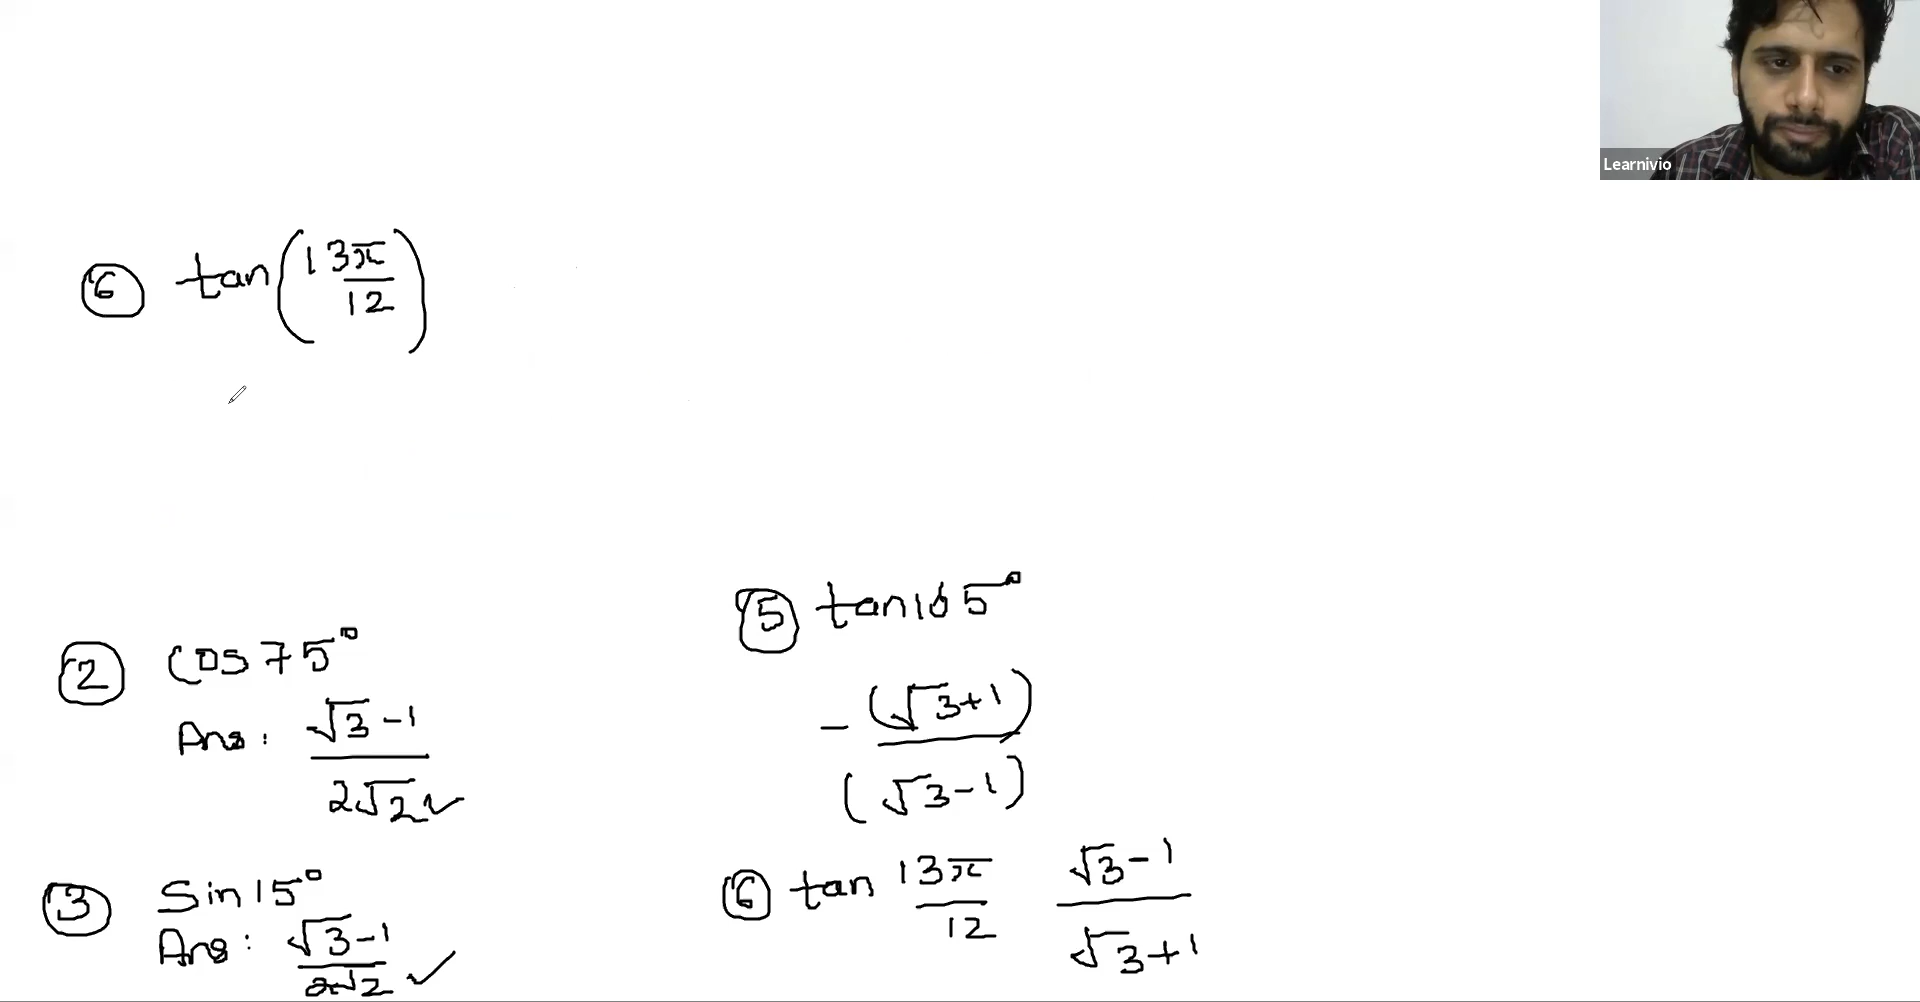 Learnivio
⑥ tan(13π/12)
② cos 75°
Ans: (√3 - 1)/(2√2) ✓
③ Sin 15°
Ans: (√3 - 1)/(2√2) ✓
⑤ tan 105°
- (√3 + 1)/(√3 - 1)
⑥ tan 13π/12 (√3 - 1)/(√3 + 1)